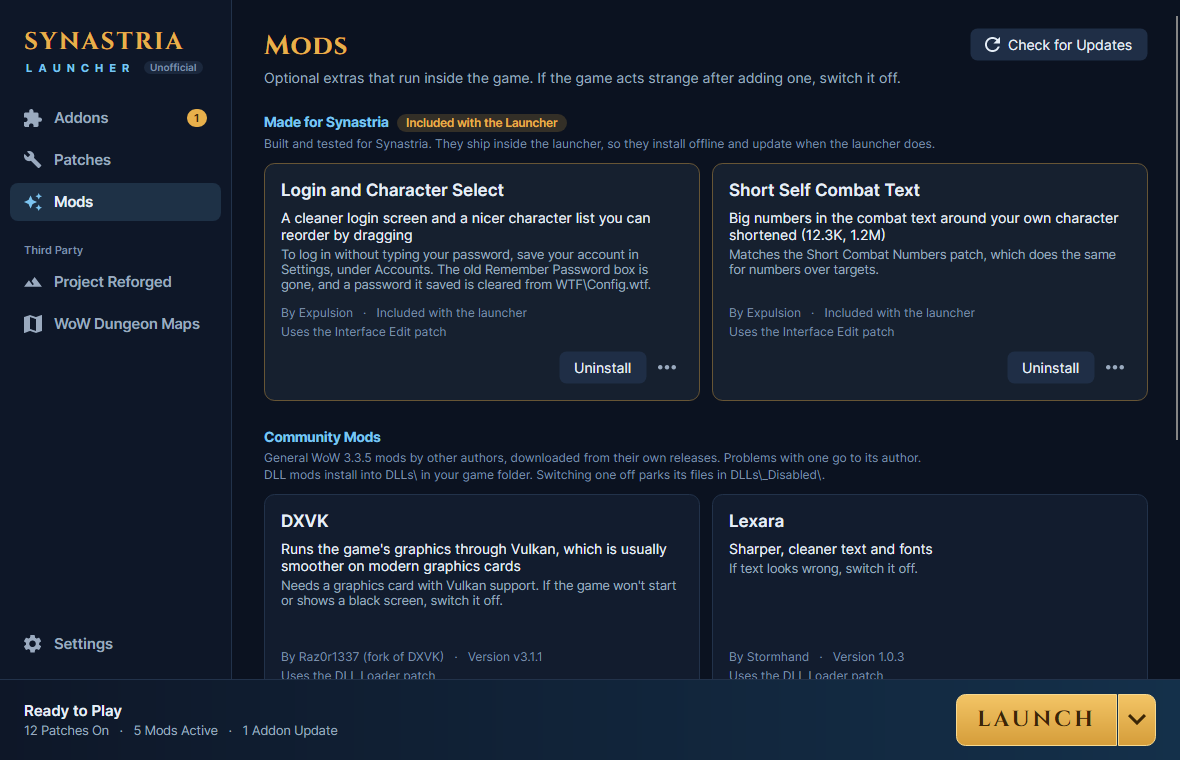 SYNASTRIA
LAUNCHER Unofficial
Addons 1
Patches
Mods
Third Party
Project Reforged
WoW Dungeon Maps
Settings
Mods
Check for Updates
Optional extras that run inside the game. If the game acts strange after adding one, switch it off.
Made for Synastria Included with the Launcher
Built and tested for Synastria. They ship inside the launcher, so they install offline and update when the launcher does.
Login and Character Select
A cleaner login screen and a nicer character list you can
reorder by dragging
To log in without typing your password, save your account in
Settings, under Accounts. The old Remember Password box is
gone, and a password it saved is cleared from WTF\Config.wtf.
By Expulsion · Included with the launcher
Uses the Interface Edit patch
Uninstall •••
Short Self Combat Text
Big numbers in the combat text around your own character
shortened (12.3K, 1.2M)
Matches the Short Combat Numbers patch, which does the same
for numbers over targets.
By Expulsion · Included with the launcher
Uses the Interface Edit patch
Uninstall •••
Community Mods
General WoW 3.3.5 mods by other authors, downloaded from their own releases. Problems with one go to its author.
DLL mods install into DLLs\ in your game folder. Switching one off parks its files in DLLs\_Disabled\.
DXVK
Runs the game's graphics through Vulkan, which is usually
smoother on modern graphics cards
Needs a graphics card with Vulkan support. If the game won't start
or shows a black screen, switch it off.
By Raz0r1337 (fork of DXVK) · Version v3.1.1
Uses the DLL Loader patch
Lexara
Sharper, cleaner text and fonts
If text looks wrong, switch it off.
By Stormhand · Version 1.0.3
Uses the DLL Loader patch
Ready to Play
12 Patches On · 5 Mods Active · 1 Addon Update
LAUNCH